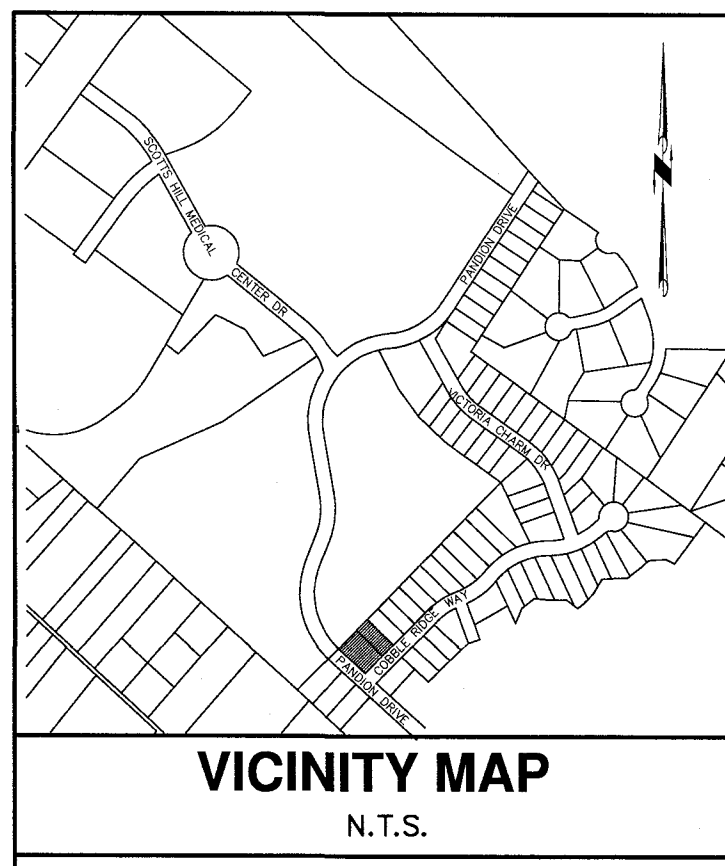 SCOTTS HILL MEDICAL
CENTER DR
PANDION DRIVE
VICTORIA CHARM DR
COBBLE RIDGE WAY
PANDION DRIVE
VICINITY MAP
N.T.S.